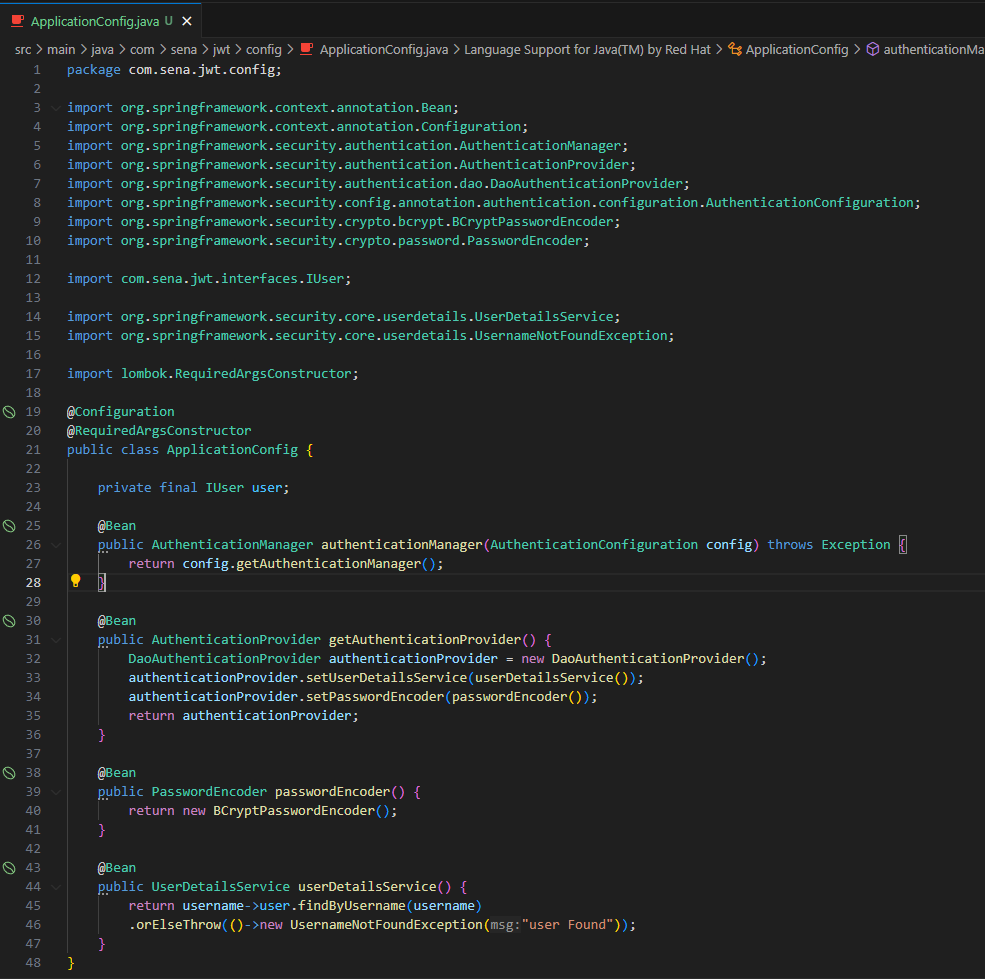 ApplicationConfig.java U ×
src > main > java > com > sena > jwt > config > ApplicationConfig.java > Language Support for Java(TM) by Red Hat > ApplicationConfig > authenticationMa
1 package com.sena.jwt.config;
2
3 import org.springframework.context.annotation.Bean;
4 import org.springframework.context.annotation.Configuration;
5 import org.springframework.security.authentication.AuthenticationManager;
6 import org.springframework.security.authentication.AuthenticationProvider;
7 import org.springframework.security.authentication.dao.DaoAuthenticationProvider;
8 import org.springframework.security.config.annotation.authentication.configuration.AuthenticationConfiguration;
9 import org.springframework.security.crypto.bcrypt.BCryptPasswordEncoder;
10 import org.springframework.security.crypto.password.PasswordEncoder;
11
12 import com.sena.jwt.interfaces.IUser;
13
14 import org.springframework.security.core.userdetails.UserDetailsService;
15 import org.springframework.security.core.userdetails.UsernameNotFoundException;
16
17 import lombok.RequiredArgsConstructor;
18
19 @Configuration
20 @RequiredArgsConstructor
21 public class ApplicationConfig {
22
23     private final IUser user;
24
25     @Bean
26     public AuthenticationManager authenticationManager(AuthenticationConfiguration config) throws Exception {
27         return config.getAuthenticationManager();
28     }
29
30     @Bean
31     public AuthenticationProvider getAuthenticationProvider() {
32         DaoAuthenticationProvider authenticationProvider = new DaoAuthenticationProvider();
33         authenticationProvider.setUserDetailsService(userDetailsService());
34         authenticationProvider.setPasswordEncoder(passwordEncoder());
35         return authenticationProvider;
36     }
37
38     @Bean
39     public PasswordEncoder passwordEncoder() {
40         return new BCryptPasswordEncoder();
41     }
42
43     @Bean
44     public UserDetailsService userDetailsService() {
45         return username->user.findByUsername(username)
46         .orElseThrow(()->new UsernameNotFoundException(msg:"user Found"));
47     }
48 }